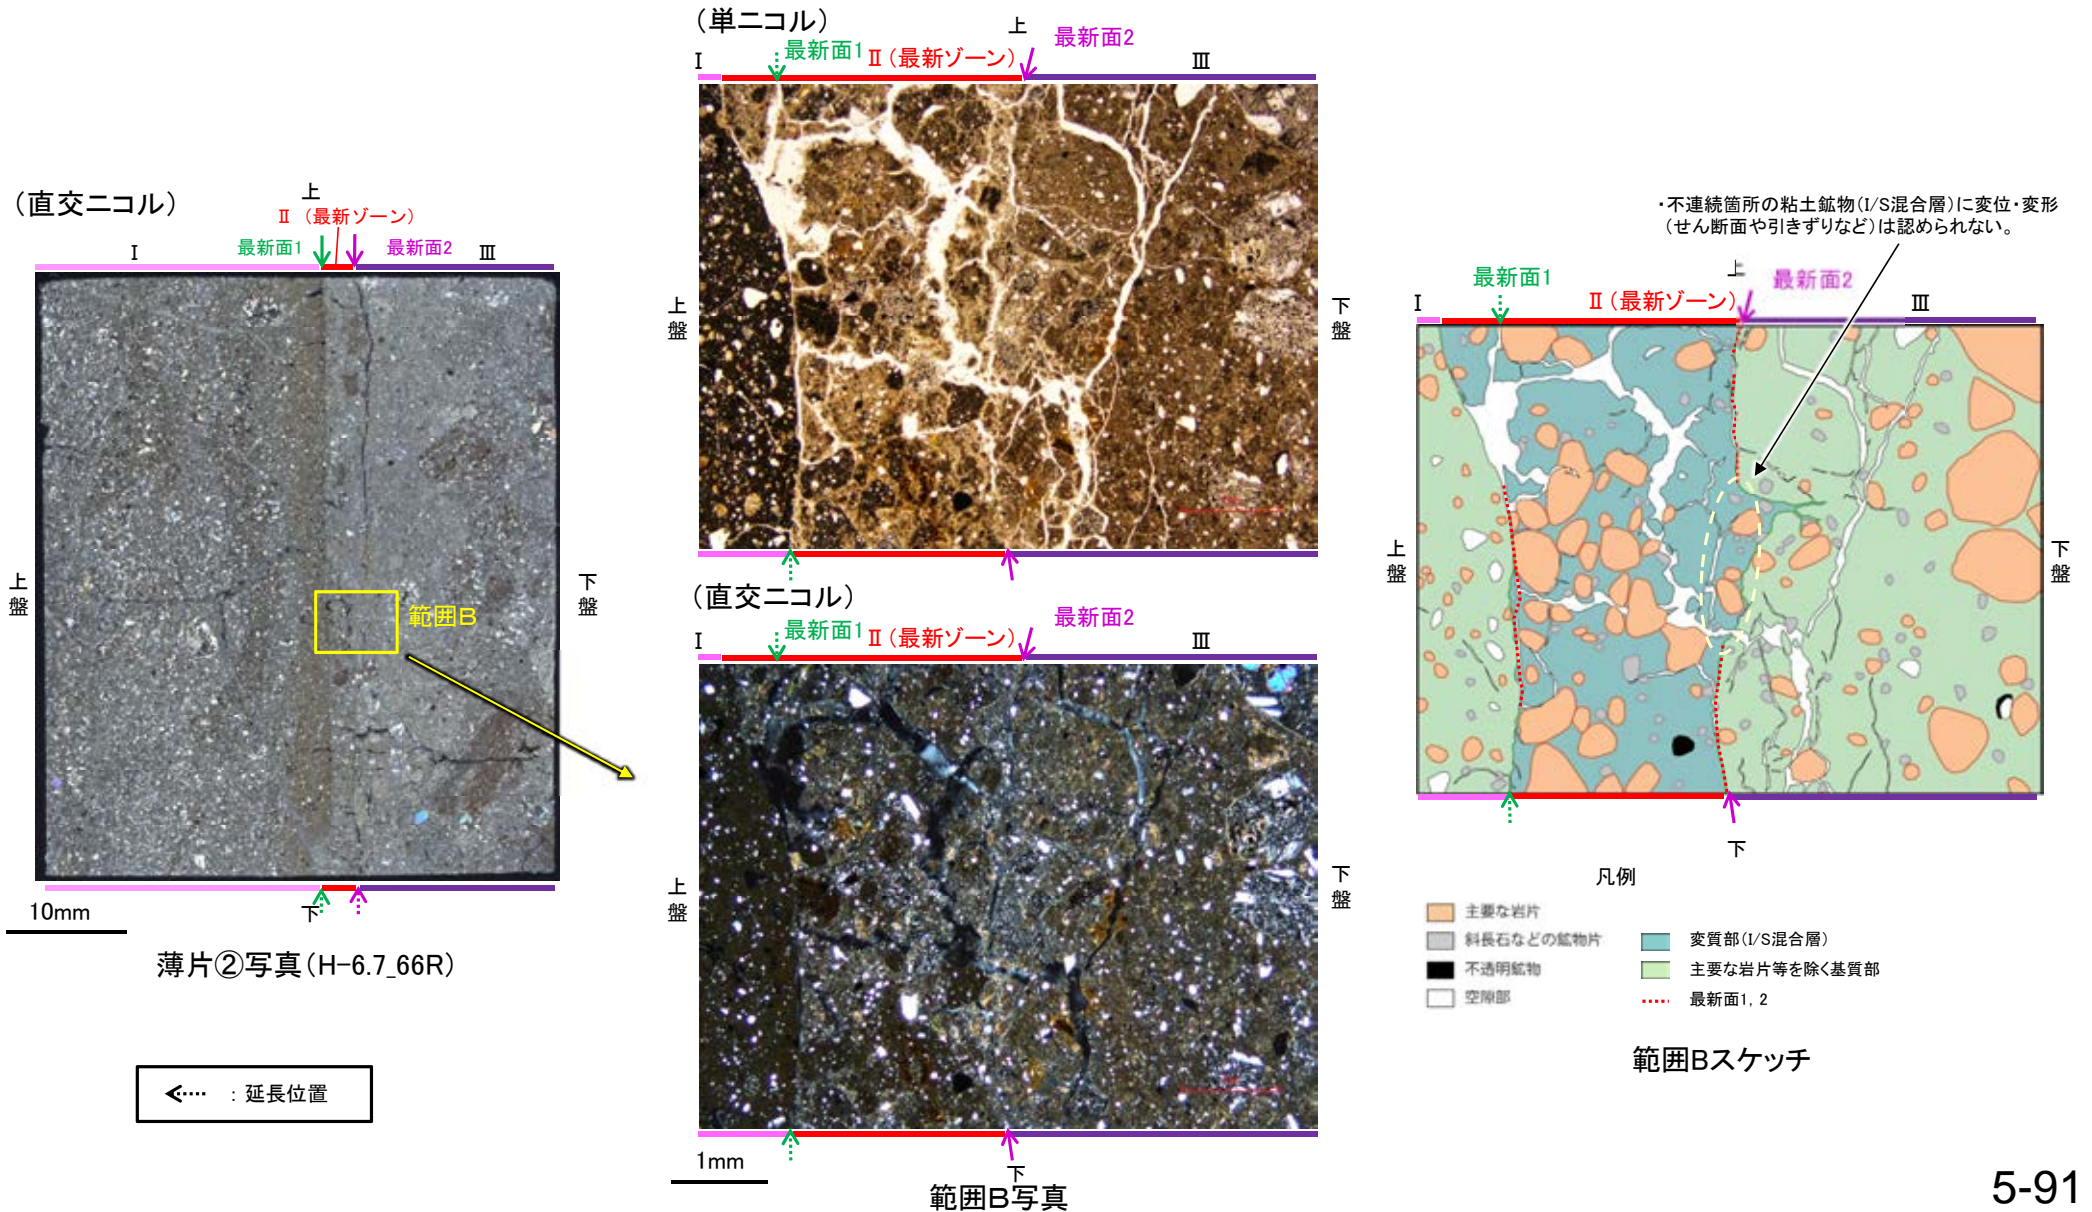 (直交ニコル)
上
Ⅱ (最新ゾーン)
Ⅰ
最新面1
最新面2
Ⅲ
上盤
下盤
範囲B
10mm
下
薄片②写真(H-6.7_66R)
:延長位置
(単ニコル)
上
Ⅰ
最新面1
Ⅱ(最新ゾーン)
最新面2
Ⅲ
上盤
下盤
(直交ニコル)
Ⅰ
最新面1
Ⅱ(最新ゾーン)
最新面2
Ⅲ
上盤
下盤
1mm
下
範囲B写真
・不連続箇所の粘土鉱物(I/S混合層)に変位・変形
(せん断面や引きずりなど)は認められない。
上
最新面1
最新面2
Ⅰ
Ⅱ(最新ゾーン)
Ⅲ
上盤
下盤
下
凡例
主要な岩片
斜長石などの鉱物片
不透明鉱物
空隙部
変質部(I/S混合層)
主要な岩片等を除く基質部
最新面1, 2
範囲Bスケッチ
5-91